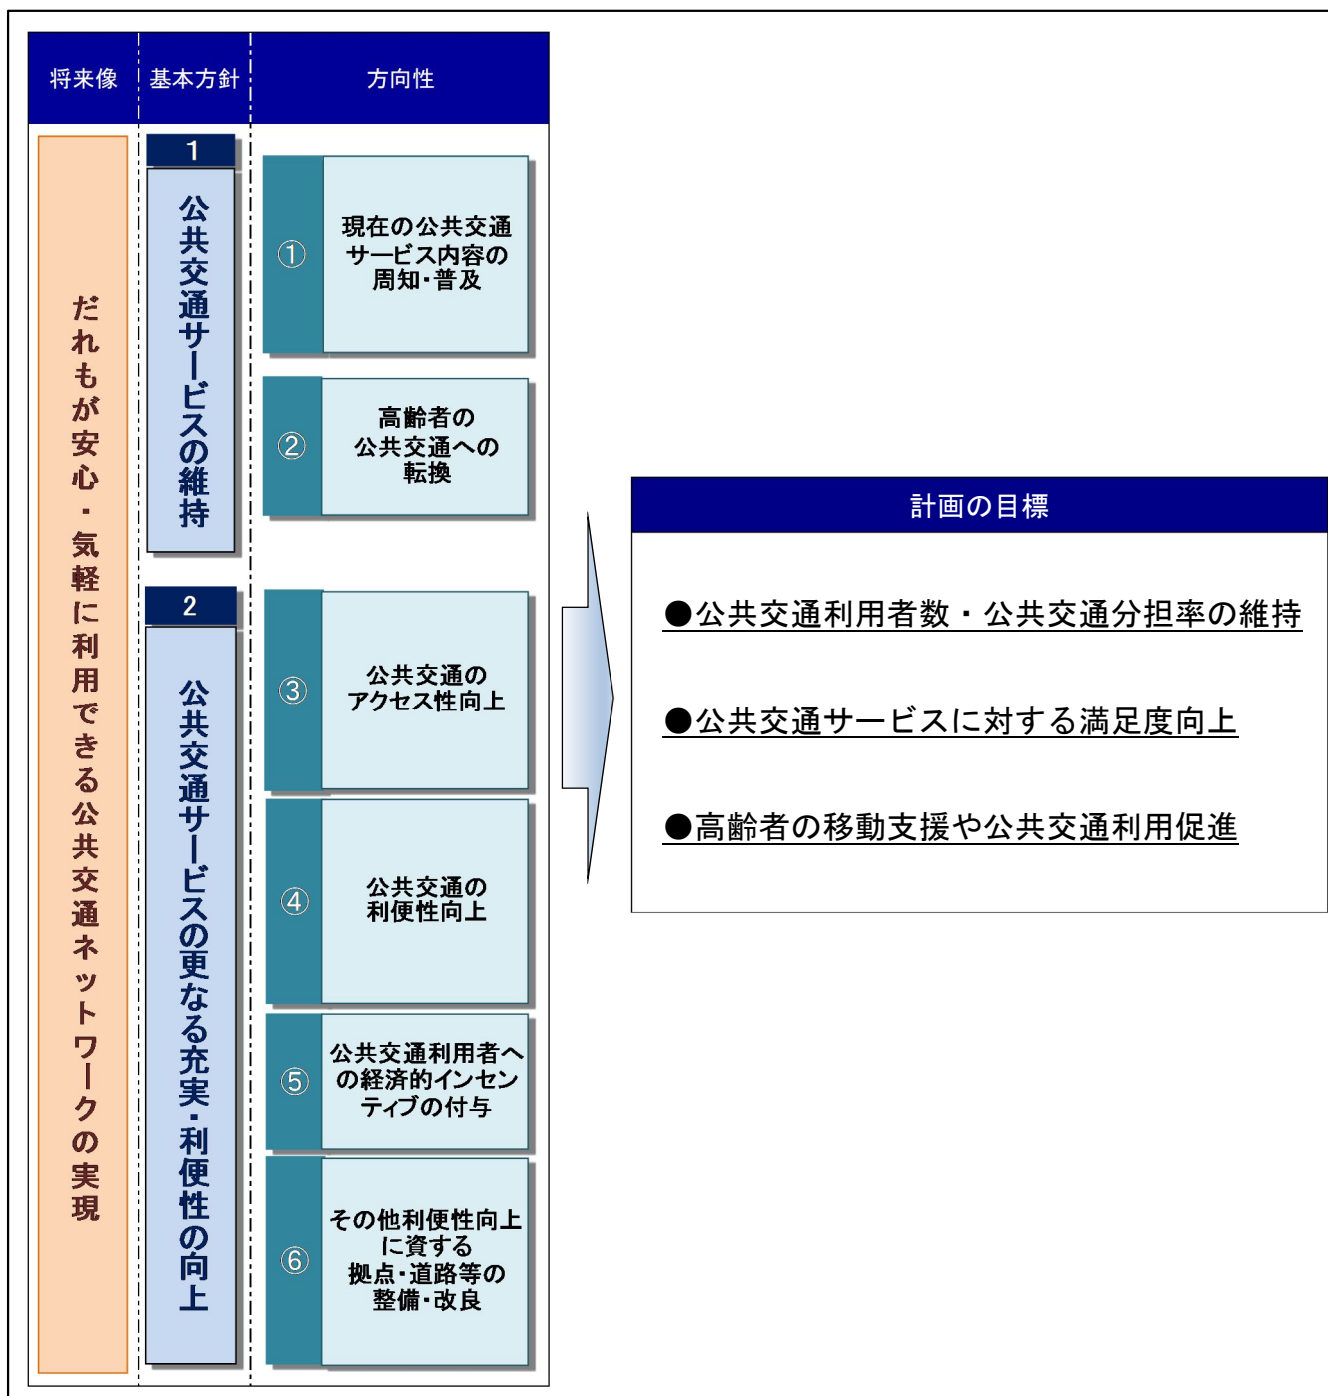 将来像
基本方針
方向性
だれもが安心・気軽に利用できる公共交通ネットワークの実現
1
公共交通サービスの維持
①
現在の公共交通
サービス内容の
周知・普及
②
高齢者の
公共交通への
転換
2
公共交通サービスの更なる充実・利便性の向上
③
公共交通の
アクセス性向上
④
公共交通の
利便性向上
⑤
公共交通利用者へ
の経済的インセン
ティブの付与
⑥
その他利便性向上
に資する
拠点・道路等の
整備・改良
計画の目標
●公共交通利用者数・公共交通分担率の維持
●公共交通サービスに対する満足度向上
●高齢者の移動支援や公共交通利用促進